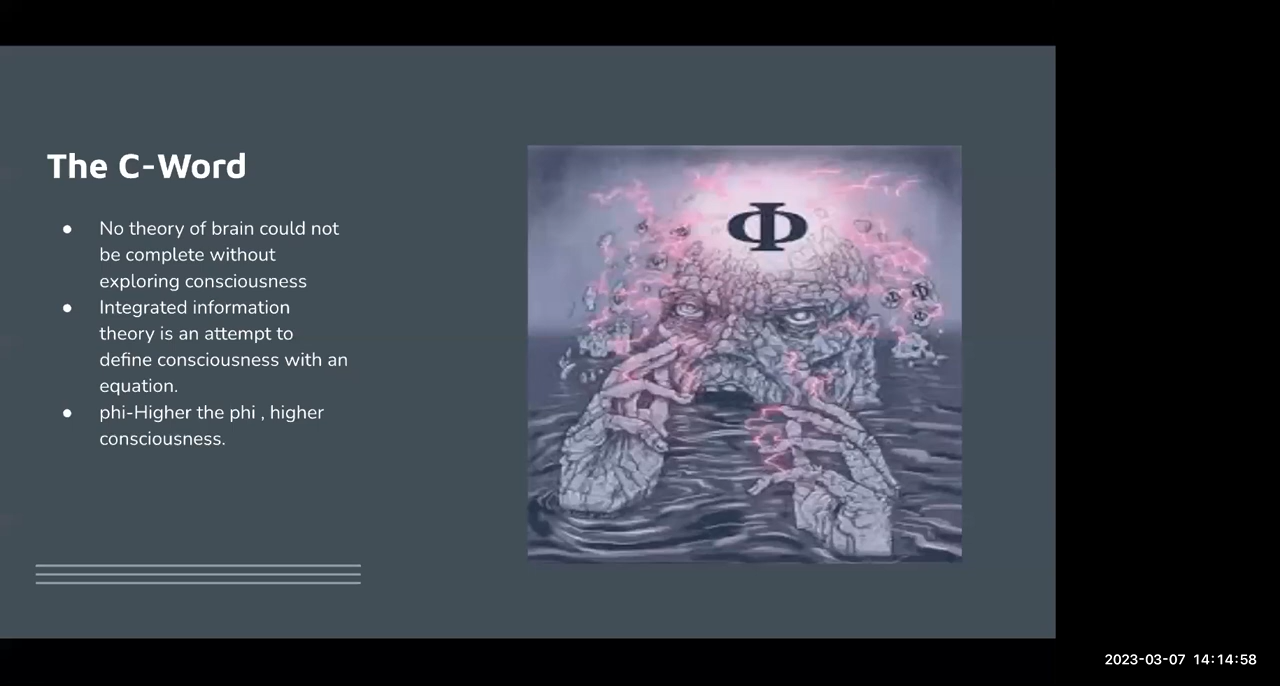 The C-Word
● No theory of brain could not
be complete without
exploring consciousness
● Integrated information
theory is an attempt to
define consciousness with an
equation.
● phi-Higher the phi , higher
consciousness.
Φ
2023-03-07 14:14:58